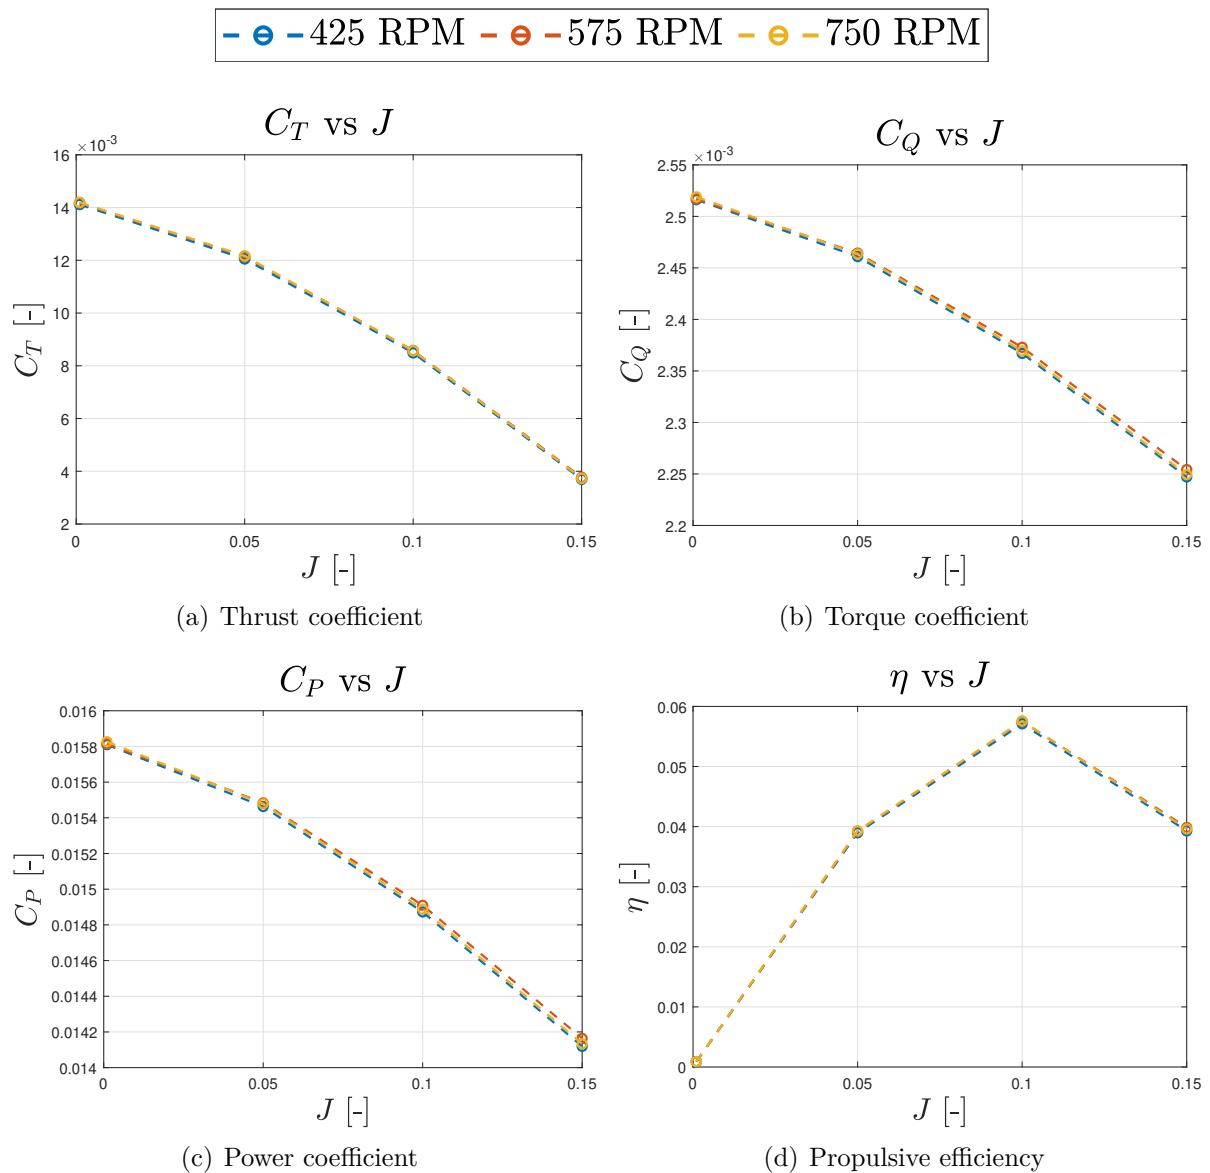 425 RPM 575 RPM 750 RPM
C_T vs J
×10^-3
16
14
12
10
8
6
4
2
C_T [-]
0 0.05 0.1 0.15
J [-]
(a) Thrust coefficient
C_Q vs J
×10^-3
2.55
2.5
2.45
2.4
2.35
2.3
2.25
2.2
C_Q [-]
0 0.05 0.1 0.15
J [-]
(b) Torque coefficient
C_P vs J
0.016
0.0158
0.0156
0.0154
0.0152
0.015
0.0148
0.0146
0.0144
0.0142
0.014
C_P [-]
0 0.05 0.1 0.15
J [-]
(c) Power coefficient
η vs J
0.06
0.05
0.04
0.03
0.02
0.01
0
η [-]
0 0.05 0.1 0.15
J [-]
(d) Propulsive efficiency